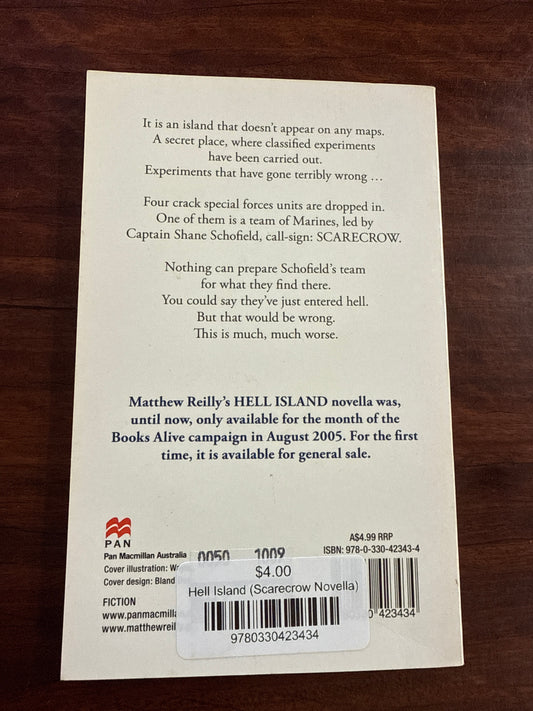 It is an island that doesn't appear on any maps.
A secret place, where classified experiments
have been carried out.
Experiments that have gone terribly wrong ...
Four crack special forces units are dropped in.
One of them is a team of Marines, led by
Captain Shane Schofield, call-sign: SCARECROW.
Nothing can prepare Schofield's team
for what they find there.
You could say they've just entered hell.
But that would be wrong.
This is much, much worse.
Matthew Reilly's HELL ISLAND novella was,
until now, only available for the month of the
Books Alive campaign in August 2005. For the first
time, it is available for general sale.
PAN
Pan Macmillan Australia
Cover illustration:
Cover design: Bland
FICTION
www.panmacmilla
www.matthewreil
0050 1009
A$4.99 RRP
ISBN: 978-0-330-42343-4
423434
$4.00
Hell Island (Scarecrow Novella)
9780330423434